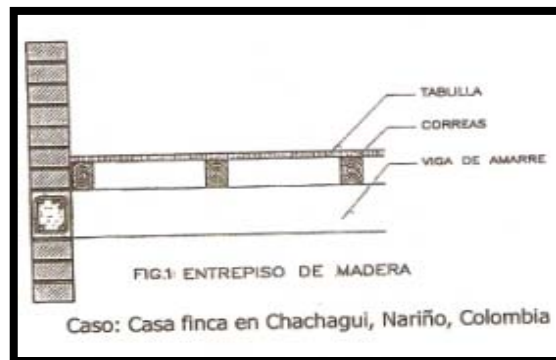 TABLILLA
CORREAS
VIGA DE AMARRE
FIG.1: ENTREPISO DE MADERA
Caso: Casa finca en Chachagui, Nariño, Colombia